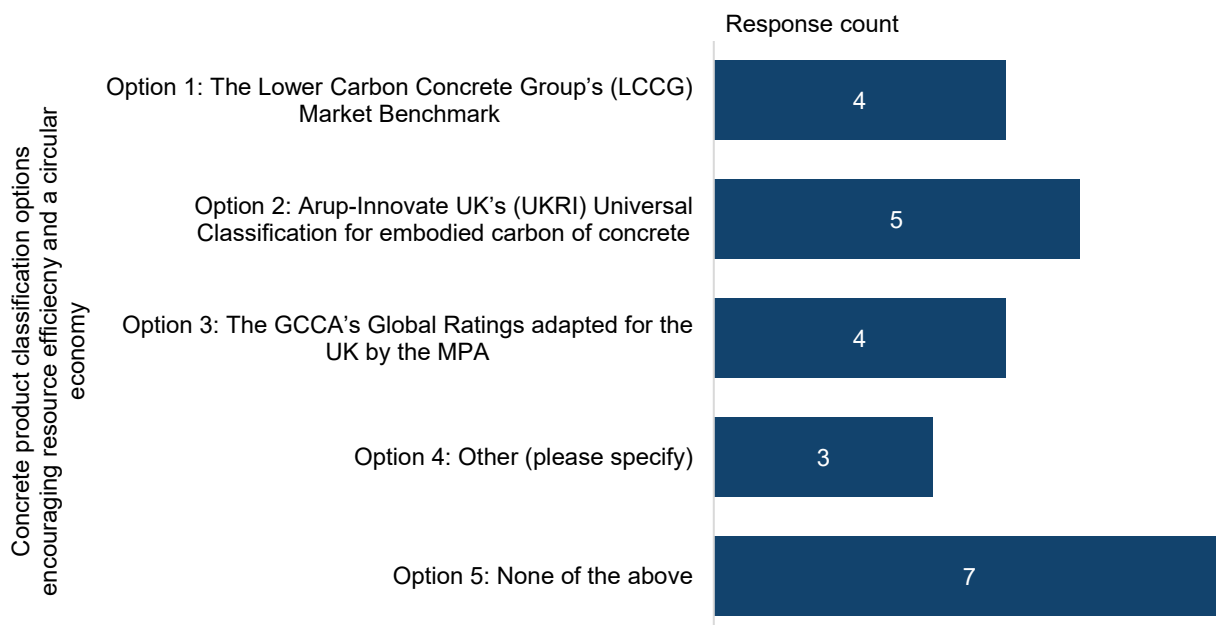 Response count
Concrete product classification options
encouraging resource efficiecny and a circular
economy
Option 1: The Lower Carbon Concrete Group’s (LCCG)
Market Benchmark
4
Option 2: Arup-Innovate UK’s (UKRI) Universal
Classification for embodied carbon of concrete
5
Option 3: The GCCA’s Global Ratings adapted for the
UK by the MPA
4
Option 4: Other (please specify)
3
Option 5: None of the above
7